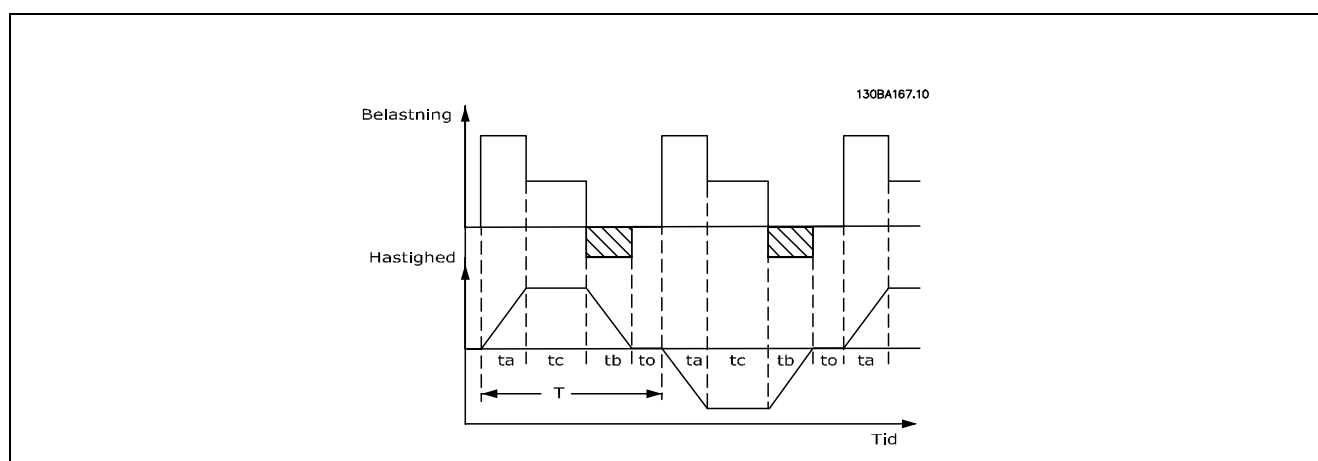 130BA167.10
Belastning
Hastighed
ta tc tb to ta tc tb to ta
T
Tid